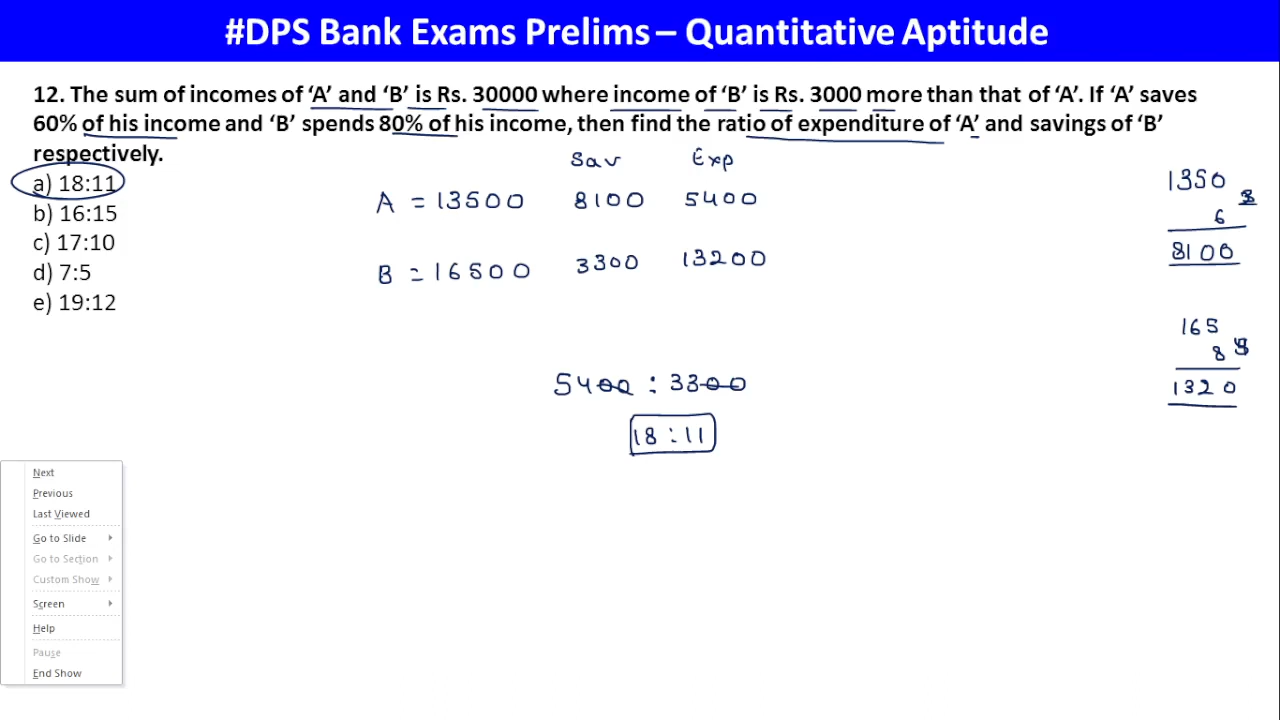 #DPS Bank Exams Prelims – Quantitative Aptitude
12. The sum of incomes of ‘A’ and ‘B’ is Rs. 30000 where income of ‘B’ is Rs. 3000 more than that of ‘A’. If ‘A’ saves
60% of his income and ‘B’ spends 80% of his income, then find the ratio of expenditure of ‘A’ and savings of ‘B’
respectively.
a) 18:11
b) 16:15
c) 17:10
d) 7:5
e) 19:12
Sav Exp
A = 13500 8100 5400
B = 16500 3300 13200
5400 : 3300
18 : 11
1350
6
8100
165
8
1320
Next
Previous
Last Viewed
Go to Slide
Go to Section
Custom Show
Screen
Help
Pause
End Show